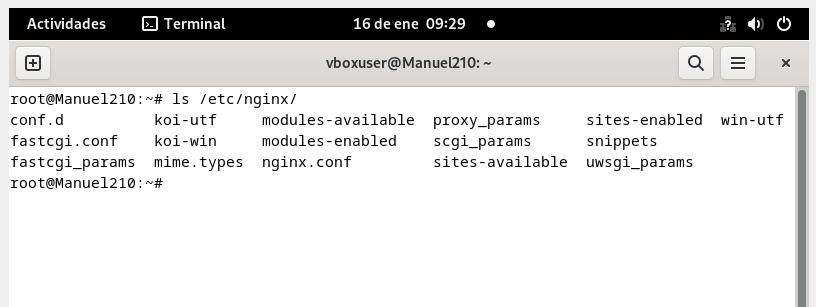 Actividades Terminal 16 de ene 09:29
vboxuser@Manuel210: ~
root@Manuel210:~# ls /etc/nginx/
conf.d koi-utf modules-available proxy_params sites-enabled win-utf
fastcgi.conf koi-win modules-enabled scgi_params snippets
fastcgi_params mime.types nginx.conf sites-available uwsgi_params
root@Manuel210:~#